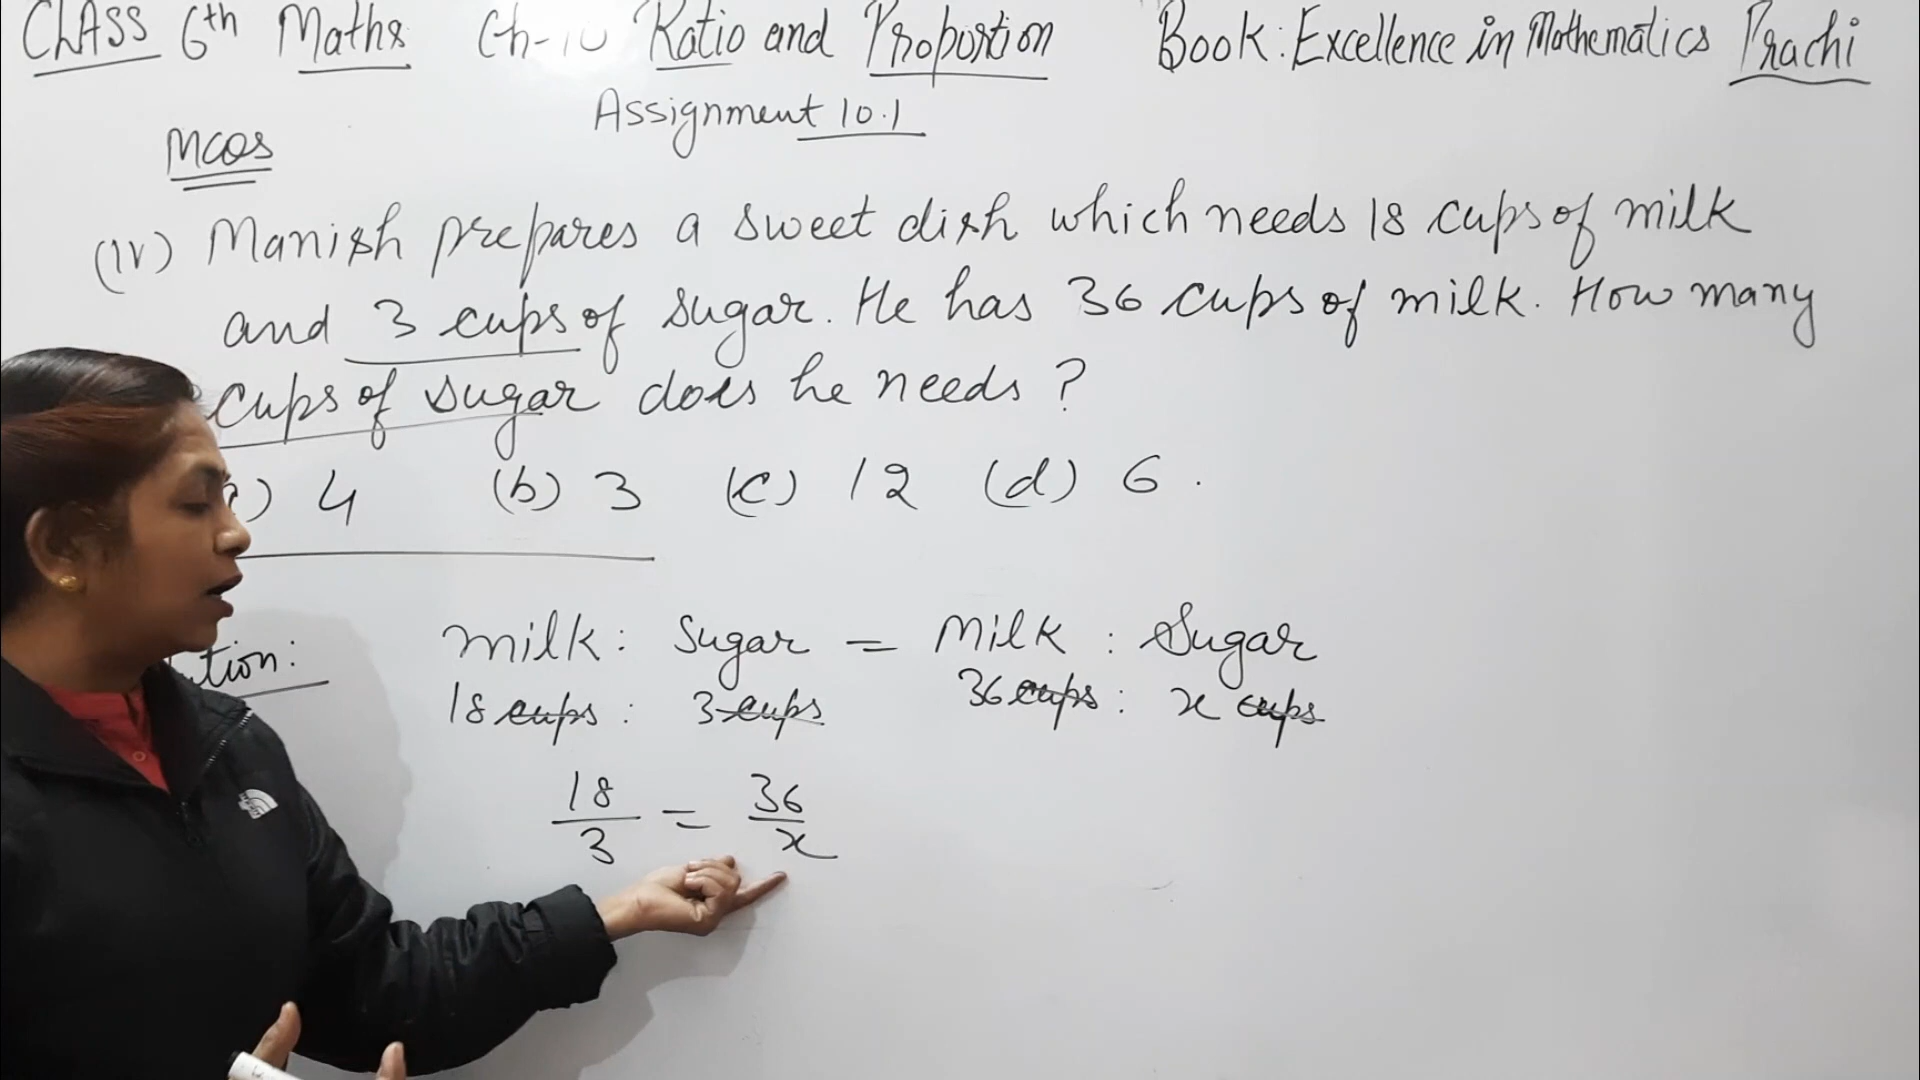 CLASS 6th Maths Ch-10 Ratio and Proportion Book: Excellence in Mathematics Prachi
Assignment 10.1
MCQs
(iv) Manish prepares a sweet dish which needs 18 cups of milk
and 3 cups of sugar. He has 36 cups of milk. How many
cups of sugar does he needs?
) 4 (b) 3 (c) 12 (d) 6.
tion: milk: Sugar = Milk : Sugar
18 cups : 3 cups 36 cups : x cups
18/3 = 36/x